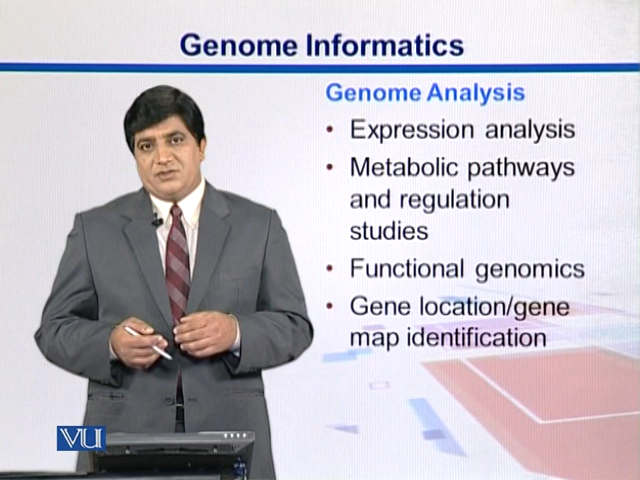 Genome Informatics
Genome Analysis
• Expression analysis
• Metabolic pathways
and regulation
studies
• Functional genomics
• Gene location/gene
map identification
VU